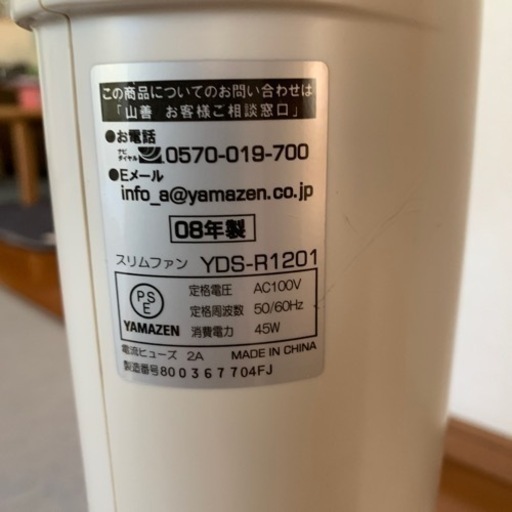 この商品についてのお問い合わせは
「山善 お客様ご相談窓口」
●お電話
ナビダイヤル 0570-019-700
●Eメール
info_a@yamazen.co.jp
08年製
スリムファン YDS-R1201
PSE
YAMAZEN
定格電圧 AC100V
定格周波数 50/60Hz
消費電力 45W
電流ヒューズ 2A MADE IN CHINA
製造番号800367704FJ